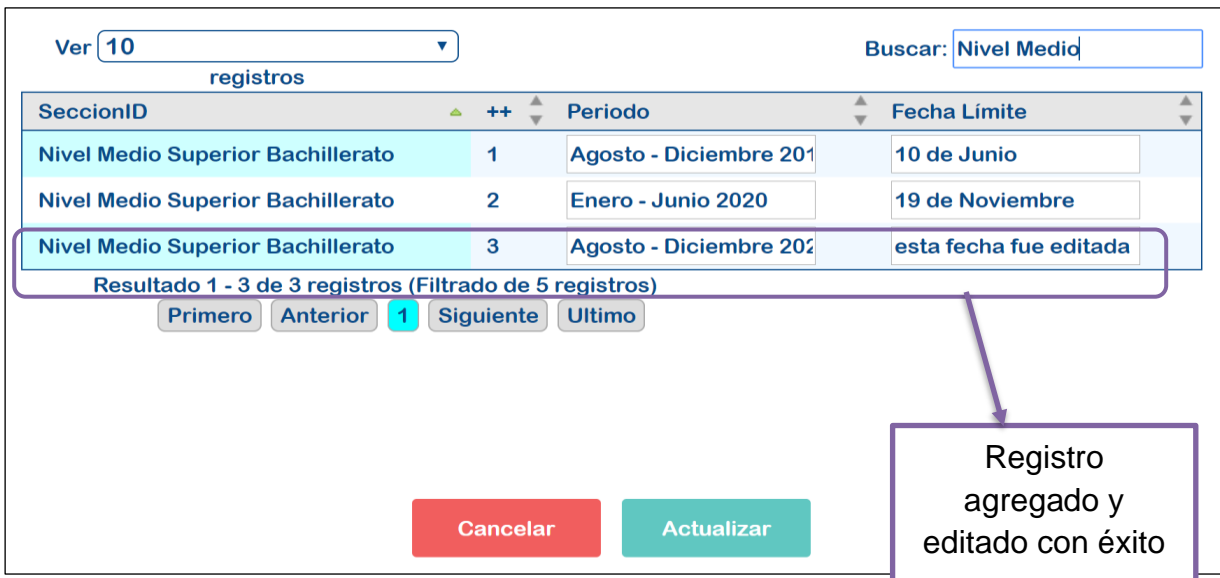 Ver 10 Buscar: Nivel Medio
registros
SeccionID ++ Periodo Fecha Límite
Nivel Medio Superior Bachillerato 1 Agosto - Diciembre 201 10 de Junio
Nivel Medio Superior Bachillerato 2 Enero - Junio 2020 19 de Noviembre
Nivel Medio Superior Bachillerato 3 Agosto - Diciembre 202 esta fecha fue editada
Resultado 1 - 3 de 3 registros (Filtrado de 5 registros)
Primero Anterior 1 Siguiente Ultimo
Registro
agregado y
editado con éxito
Cancelar Actualizar